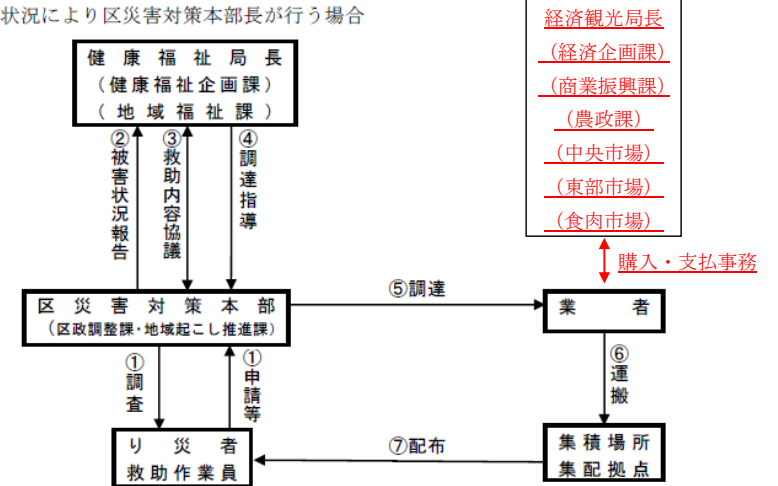 状況により区災害対策本部長が行う場合
経済観光局長
（経済企画課）
（商業振興課）
（農政課）
（中央市場）
（東部市場）
（食肉市場）
健康福祉局長
（健康福祉企画課）
（地域福祉課）
②被害状況報告
③救助内容協議
④調達指導
購入・支払事務
区災害対策本部
（区政調整課・地域起こし推進課）
⑤調達
業者
①調査
①申請等
⑥運搬
り災者
救助作業員
⑦配布
集積場所
集配拠点